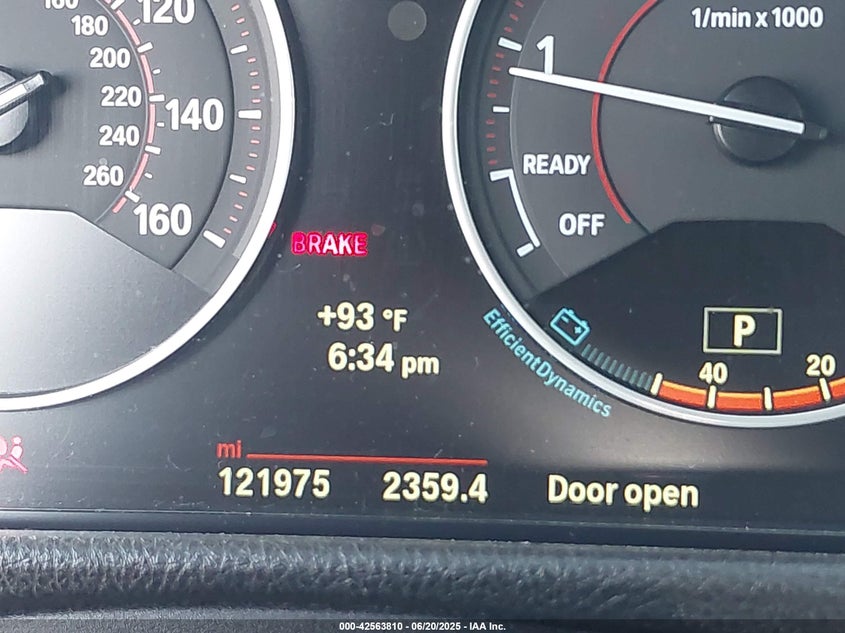 160
180
200
220
240
260
120
140
160
1/min x 1000
1
READY
OFF
BRAKE
+93 °F
6:34 pm
EfficientDynamics
P
40
20
mi
121975 2359.4 Door open
000-42563810 - 06/20/2025 - IAA Inc.